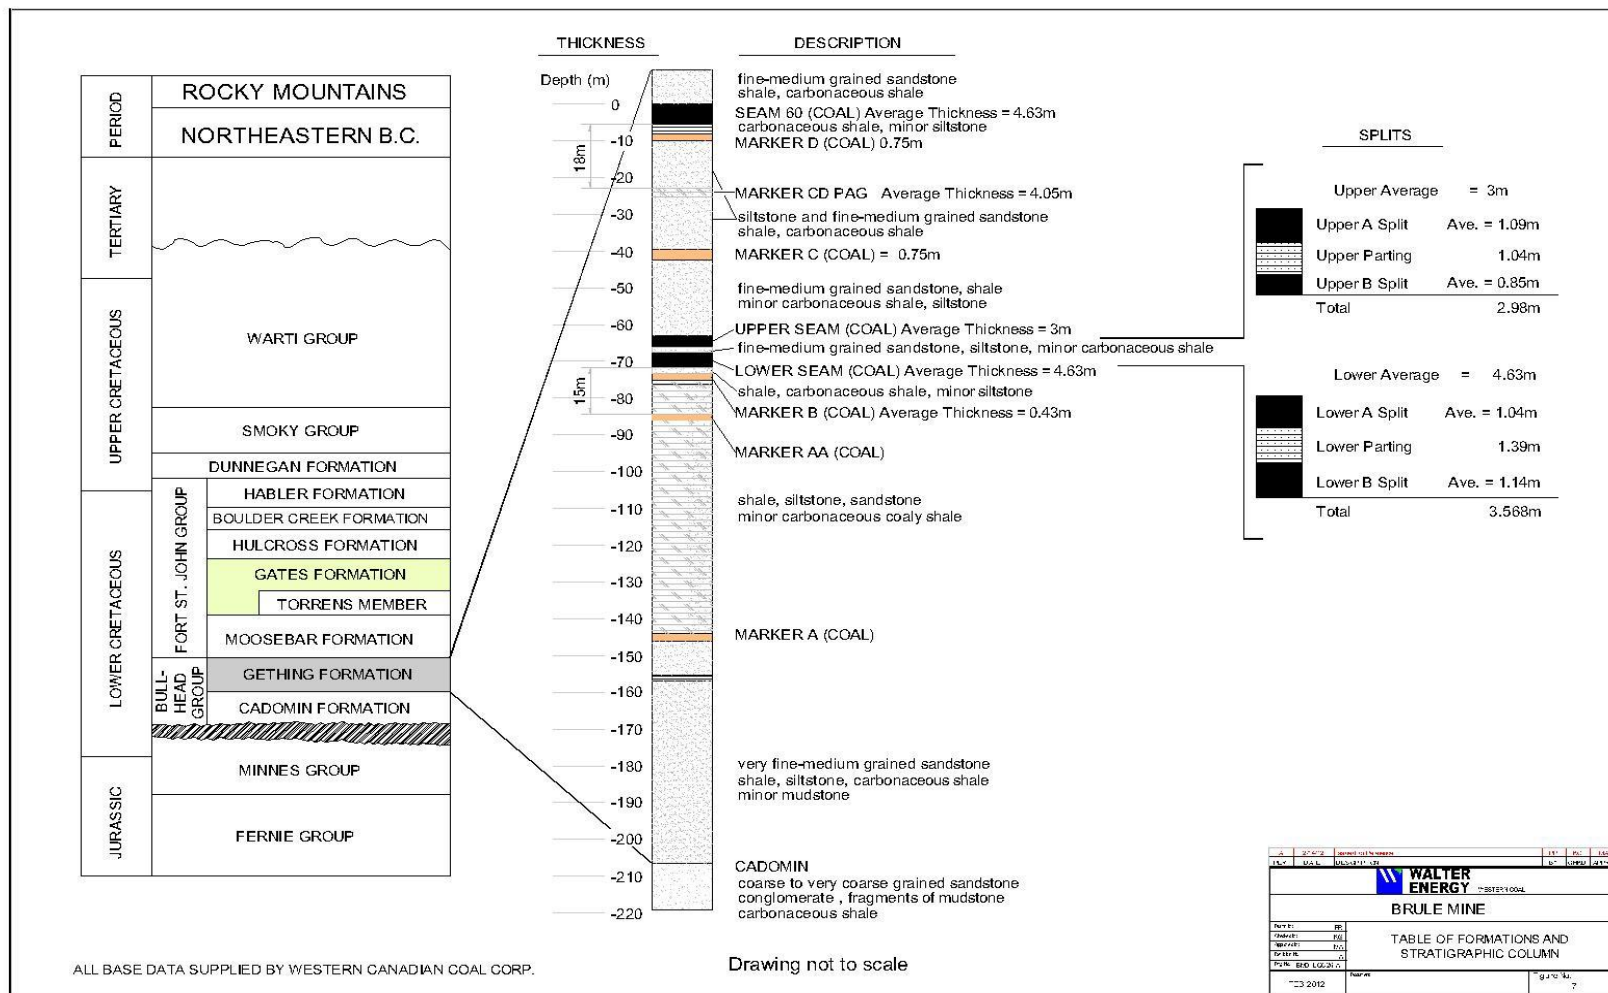 THICKNESS
DESCRIPTION
Depth (m)
PERIOD
ROCKY MOUNTAINS
NORTHEASTERN B.C.
TERTIARY
UPPER CRETACEOUS
WARTI GROUP
SMOKY GROUP
DUNNEGAN FORMATION
LOWER CRETACEOUS
FORT ST. JOHN GROUP
HABLER FORMATION
BOULDER CREEK FORMATION
HULCROSS FORMATION
GATES FORMATION
TORRENS MEMBER
MOOSEBAR FORMATION
BULL-
HEAD
GROUP
GETHING FORMATION
CADOMIN FORMATION
JURASSIC
MINNES GROUP
FERNIE GROUP
0
-10
-20
-30
-40
-50
-60
-70
-80
-90
-100
-110
-120
-130
-140
-150
-160
-170
-180
-190
-200
-210
-220
18m
15m
fine-medium grained sandstone
shale, carbonaceous shale
SEAM 60 (COAL) Average Thickness = 4.63m
carbonaceous shale, minor siltstone
MARKER D (COAL) 0.75m
MARKER CD PAG Average Thickness = 4.05m
siltstone and fine-medium grained sandstone
shale, carbonaceous shale
MARKER C (COAL) = 0.75m
fine-medium grained sandstone, shale
minor carbonaceous shale, siltstone
UPPER SEAM (COAL) Average Thickness = 3m
fine-medium grained sandstone, siltstone, minor carbonaceous shale
LOWER SEAM (COAL) Average Thickness = 4.63m
shale, carbonaceous shale, minor siltstone
MARKER B (COAL) Average Thickness = 0.43m
MARKER AA (COAL)
shale, siltstone, sandstone
minor carbonaceous coaly shale
MARKER A (COAL)
very fine-medium grained sandstone
shale, siltstone, carbonaceous shale
minor mudstone
CADOMIN
coarse to very coarse grained sandstone
conglomerate , fragments of mudstone
carbonaceous shale
SPLITS
Upper Average = 3m
Upper A Split Ave. = 1.09m
Upper Parting 1.04m
Upper B Split Ave. = 0.85m
Total 2.98m
Lower Average = 4.63m
Lower A Split Ave. = 1.04m
Lower Parting 1.39m
Lower B Split Ave. = 1.14m
Total 3.568m
ALL BASE DATA SUPPLIED BY WESTERN CANADIAN COAL CORP.
Drawing not to scale
WALTER
ENERGY WESTERN COAL
BRULE MINE
TABLE OF FORMATIONS AND
STRATIGRAPHIC COLUMN
FEB 2012
Figure No.
7